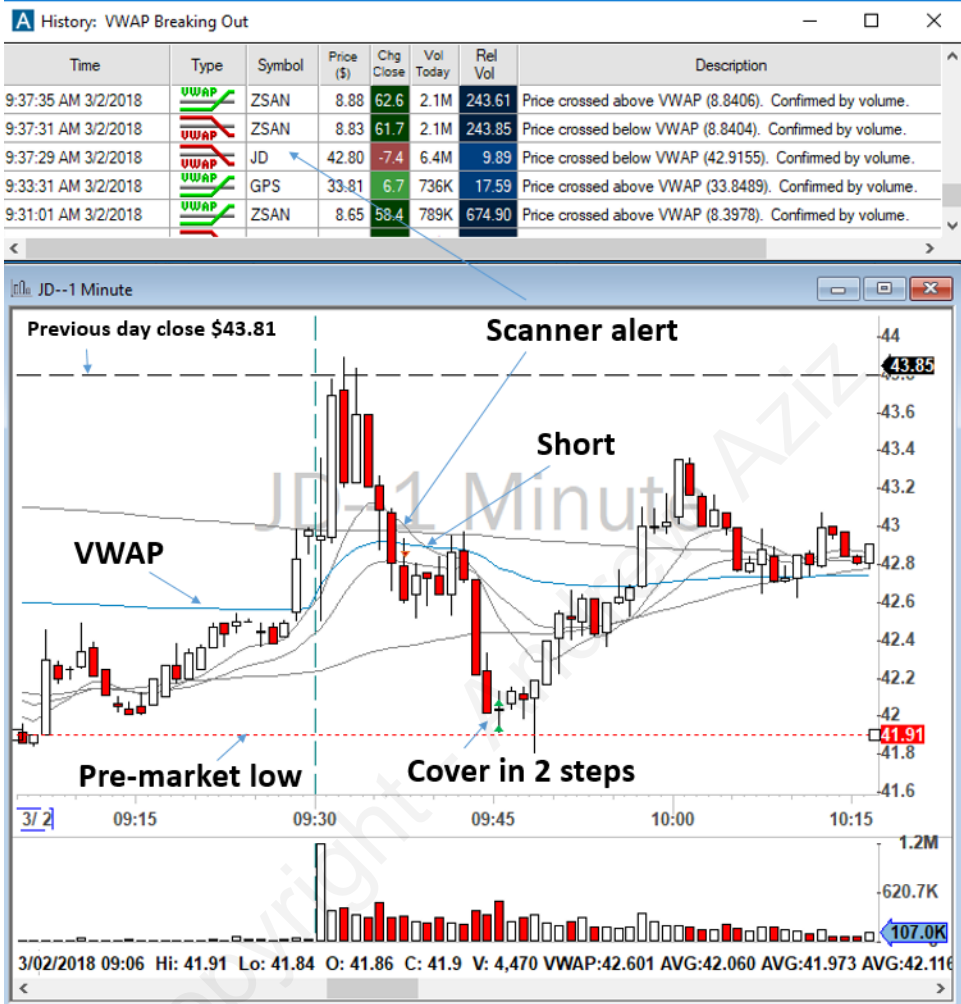 A History: VWAP Breaking Out
Time Type Symbol Price ($) Chg Close Vol Today Rel Vol Description
9:37:35 AM 3/2/2018 VWAP ZSAN 8.88 62.6 2.1M 243.61 Price crossed above VWAP (8.8406). Confirmed by volume.
9:37:31 AM 3/2/2018 VWAP ZSAN 8.83 61.7 2.1M 243.85 Price crossed below VWAP (8.8404). Confirmed by volume.
9:37:29 AM 3/2/2018 VWAP JD 42.80 -7.4 6.4M 9.89 Price crossed below VWAP (42.9155). Confirmed by volume.
9:33:31 AM 3/2/2018 VWAP GPS 33.81 6.7 736K 17.59 Price crossed above VWAP (33.8489). Confirmed by volume.
9:31:01 AM 3/2/2018 VWAP ZSAN 8.65 58.4 789K 674.90 Price crossed above VWAP (8.3978). Confirmed by volume.
JD--1 Minute
Previous day close $43.81
Scanner alert
44
43.85
43.6
43.4
Short
43.2
JD--1 Minute
43
VWAP
42.8
42.6
42.4
42.2
42
41.91
41.8
Pre-market low
Cover in 2 steps
41.6
3/ 2 09:15 09:30 09:45 10:00 10:15
1.2M
620.7K
107.0K
3/02/2018 09:06 Hi: 41.91 Lo: 41.84 O: 41.86 C: 41.9 V: 4,470 VWAP:42.601 AVG:42.060 AVG:41.973 AVG:42.116